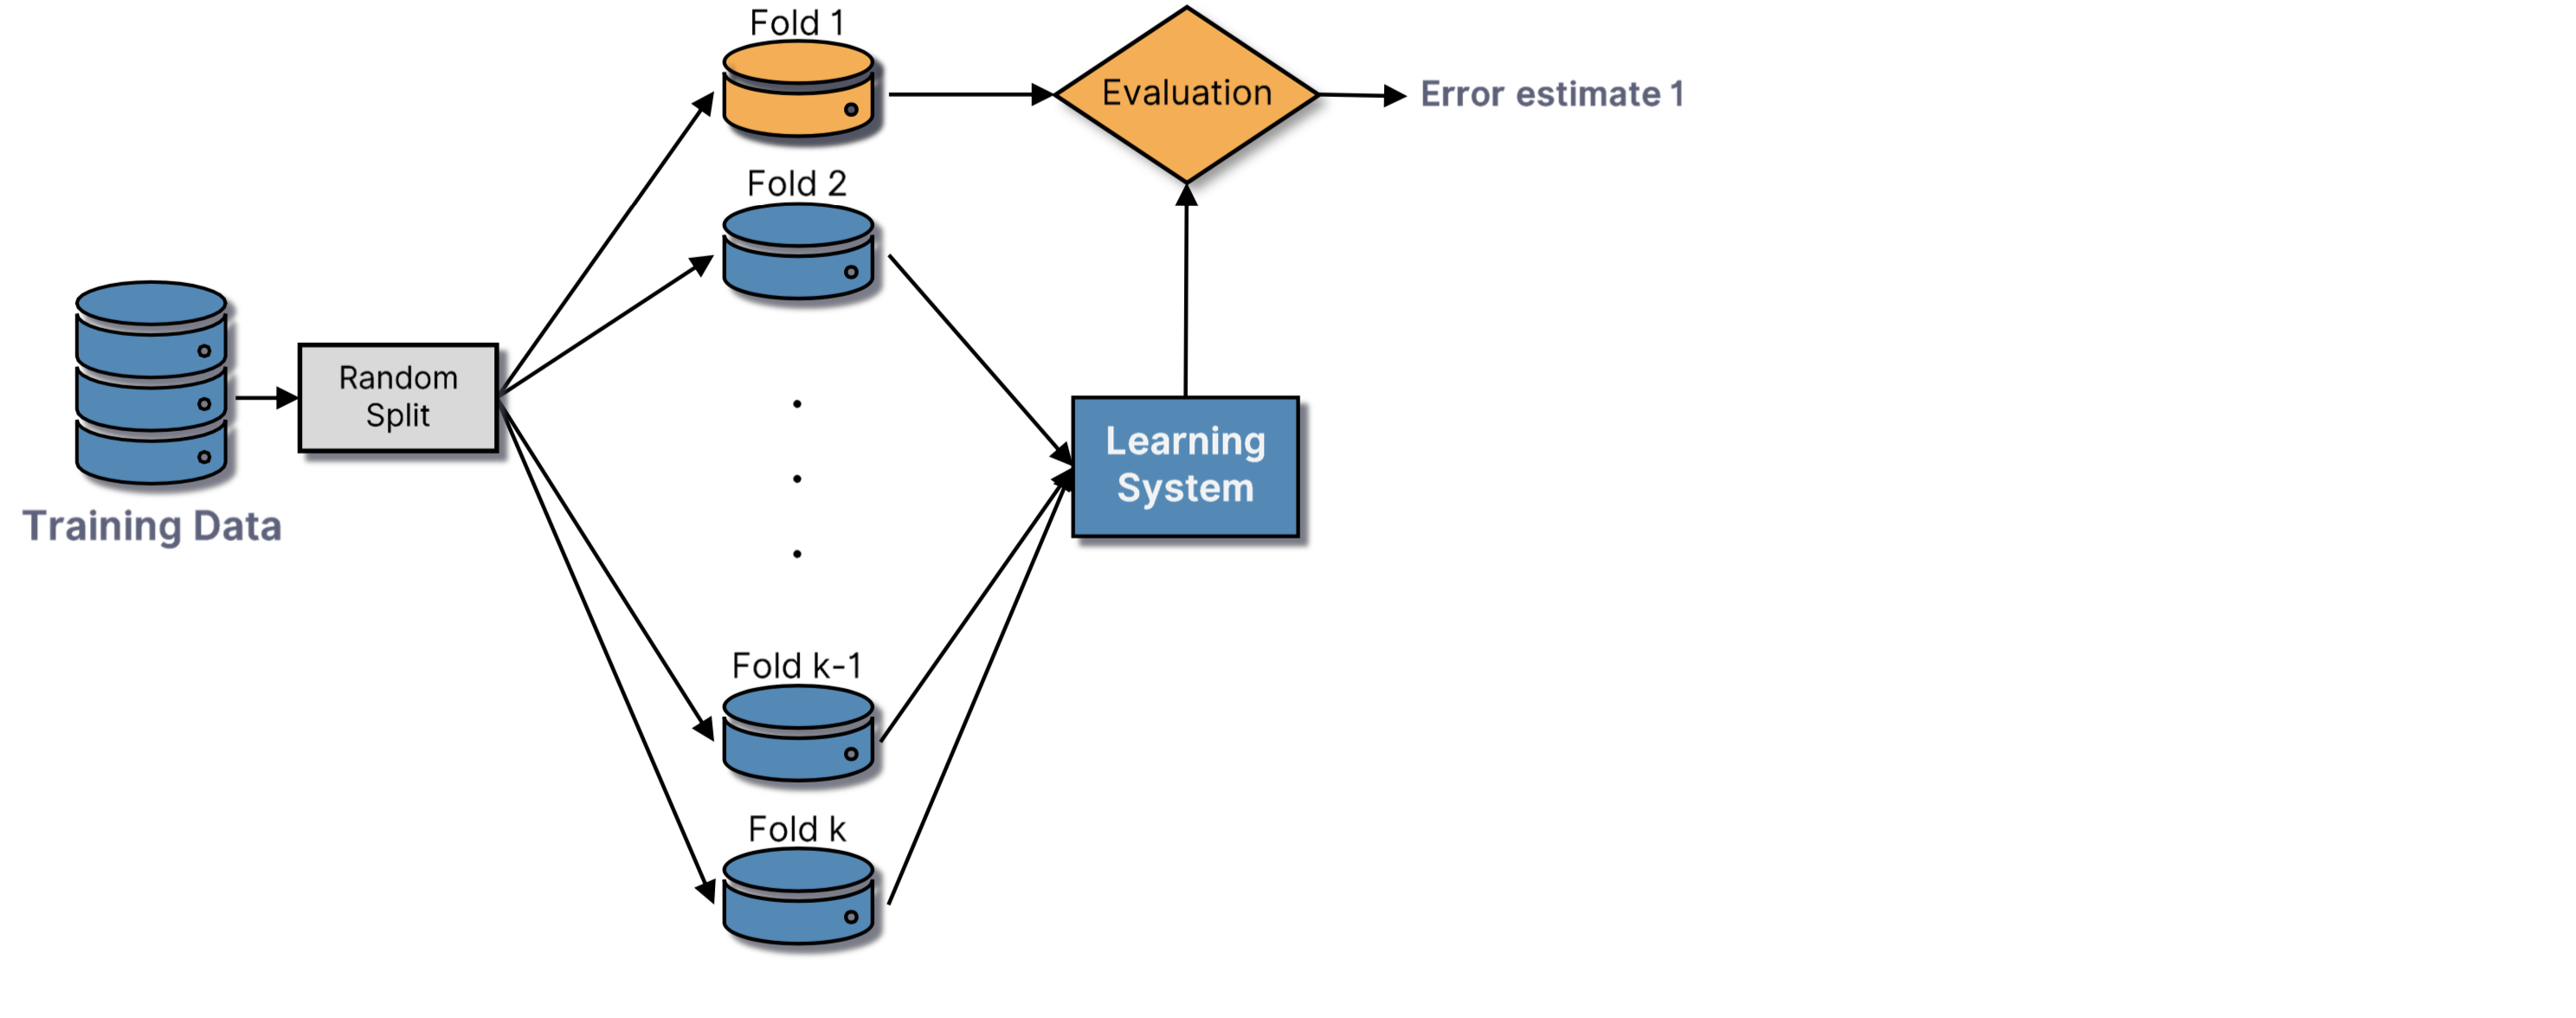 Fold 1
Evaluation
Error estimate 1
Fold 2
Random
Split
Learning
System
Training Data
Fold k-1
Fold k